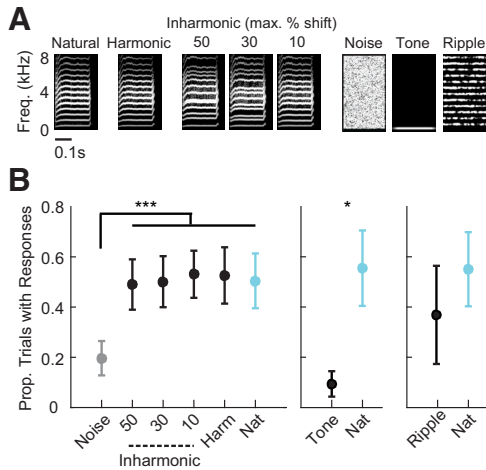 A
Inharmonic (max. % shift)
Natural Harmonic 50 30 10 Noise Tone Ripple
Freq. (kHz)
8
4
0
0.1s
B
Prop. Trials with Responses
0.8
0.6
0.4
0.2
0
***
*
Noise 50 30 10 Harm Nat Tone Nat Ripple Nat
Inharmonic